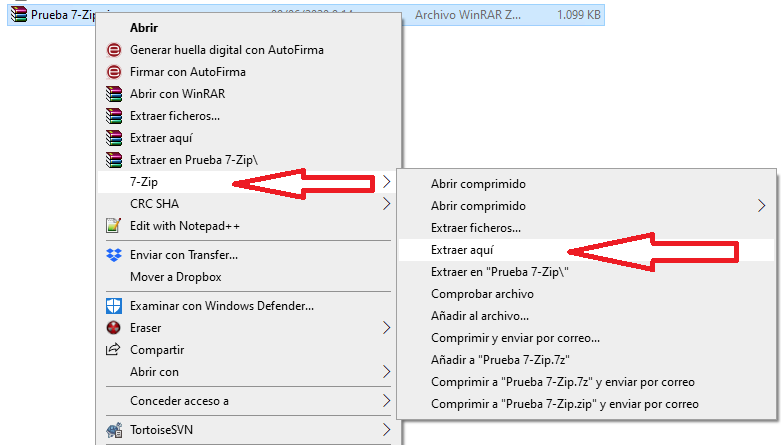 Prueba 7-Zip
Archivo WinRAR Z...
1.099 KB
Abrir
Generar huella digital con AutoFirma
Firmar con AutoFirma
Abrir con WinRAR
Extraer ficheros...
Extraer aquí
Extraer en Prueba 7-Zip\
7-Zip
CRC SHA
Edit with Notepad++
Enviar con Transfer...
Mover a Dropbox
Examinar con Windows Defender...
Eraser
Compartir
Abrir con
Conceder acceso a
TortoiseSVN
Abrir comprimido
Abrir comprimido
Extraer ficheros...
Extraer aquí
Extraer en "Prueba 7-Zip\"
Comprobar archivo
Añadir al archivo...
Comprimir y enviar por correo...
Añadir a "Prueba 7-Zip.7z"
Comprimir a "Prueba 7-Zip.7z" y enviar por correo
Comprimir a "Prueba 7-Zip.zip" y enviar por correo